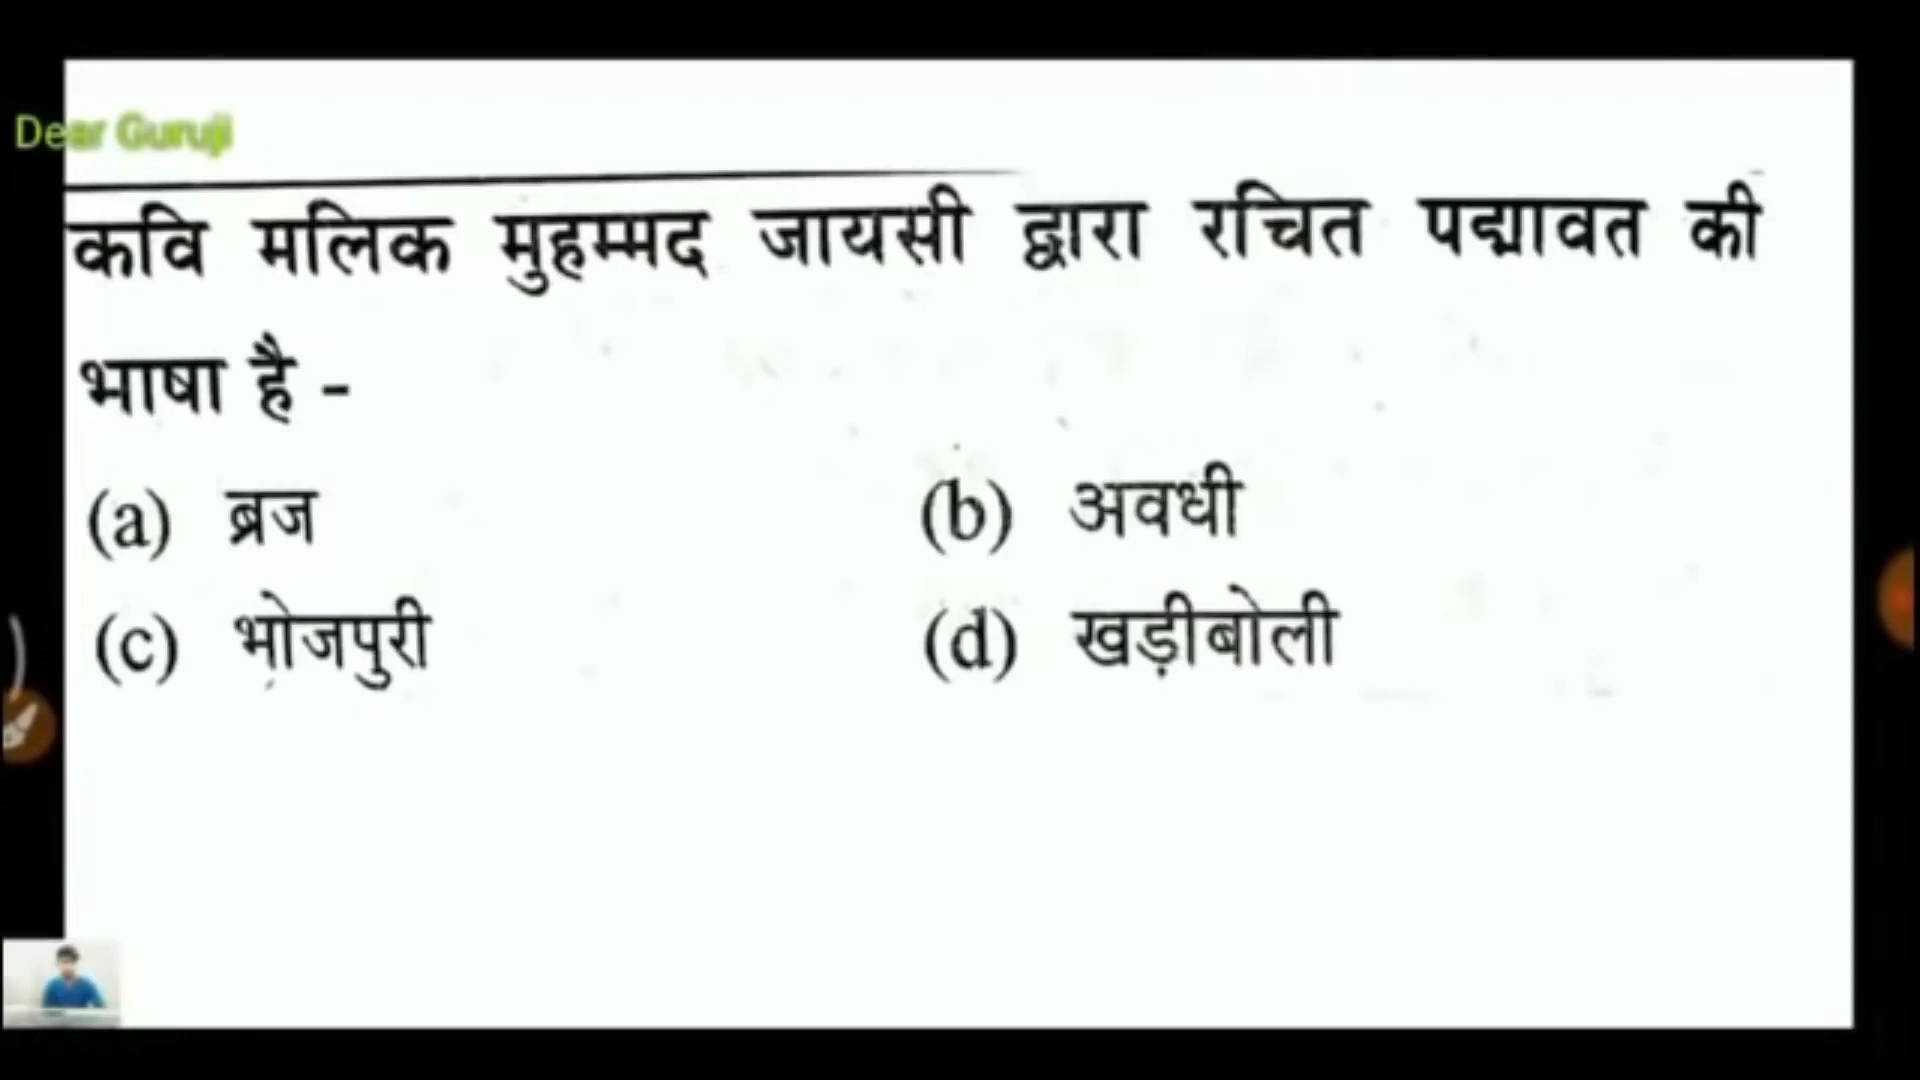 Dear Guruji
कवि मलिक मुहम्मद जायसी द्वारा रचित पद्मावत की
भाषा है -
(a) ब्रज (b) अवधी
(c) भोजपुरी (d) खड़ीबोली